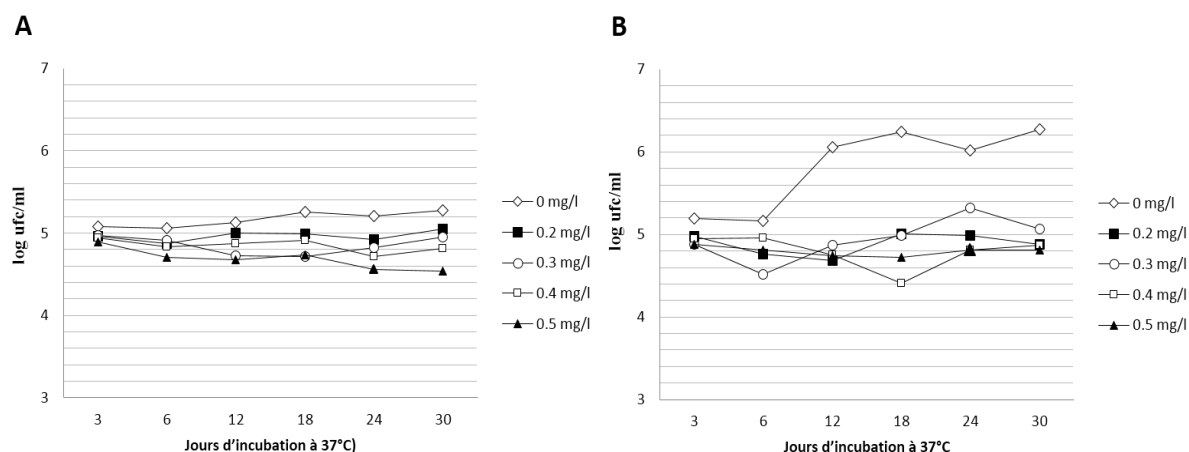 A
7
6
5
4
3
log ufc/ml
3 6 12 18 24 30
Jours d'incubation à 37°C)
0 mg/l
0.2 mg/l
0.3 mg/l
0.4 mg/l
0.5 mg/l
B
7
6
5
4
3
log ufc/ml
3 6 12 18 24 30
Jours d'incubation à 37°C
0 mg/l
0.2 mg/l
0.3 mg/l
0.4 mg/l
0.5 mg/l